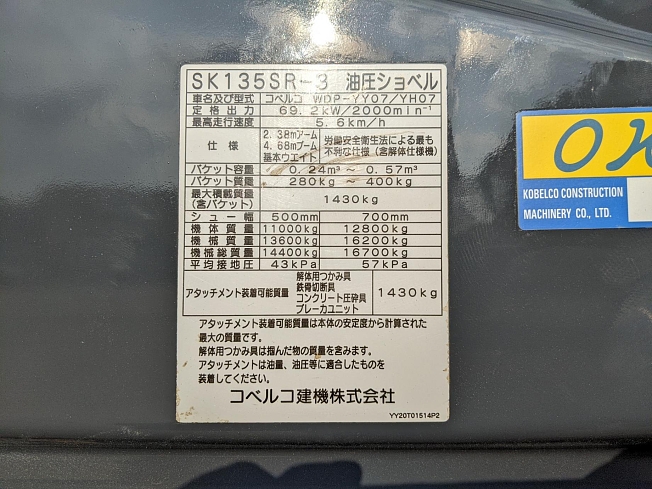 SK135SR-3 油圧ショベル
車名及び型式 コベルコ WDP-YY07/YH07
定格出力 69.2kW/2000min⁻¹
最高走行速度 5.6km/h
仕様 2.38mアーム 4.68mブーム 基本ウエイト 労働安全衛生法による最も不利な仕様（含解体仕様機）
バケット容量 0.24m³ ～ 0.57m³
バケット質量 280kg ～ 400kg
最大積載質量（含バケット） 1430kg
シュー幅 500mm 700mm
機体質量 11000kg 12800kg
機械質量 13600kg 16200kg
機械総質量 14400kg 16700kg
平均接地圧 43kPa 57kPa
アタッチメント装着可能質量 解体用つかみ具 鉄骨切断具 コンクリート圧砕具 ブレーカユニット 1430kg
アタッチメント装着可能質量は本体の安定度から計算された
最大の質量です。
解体用つかみ具は掴んだ物の質量を含みます。
アタッチメントは油量、油圧等に適合したものを
装着してください。
コベルコ建機株式会社
YY20T01514P2
KOBELCO CONSTRUCTION
MACHINERY CO., LTD.